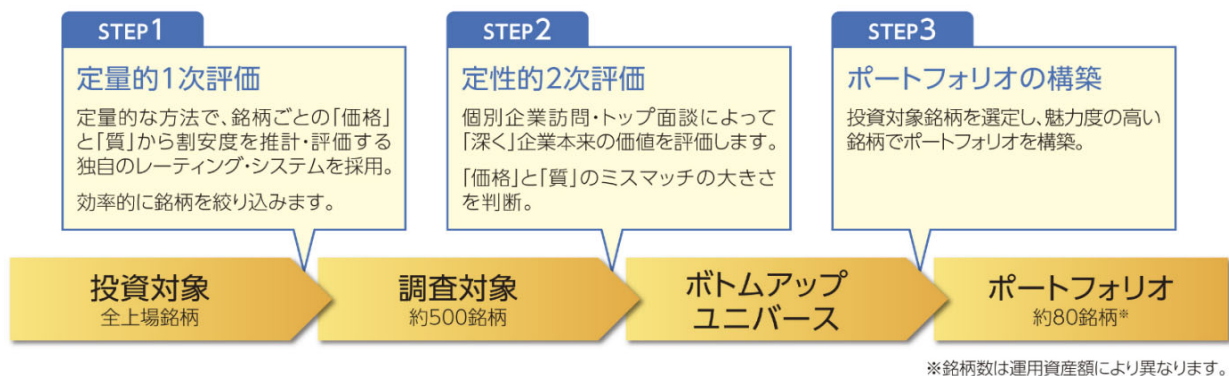 STEP1
定量的1次評価
定量的な方法で、銘柄ごとの「価格」
と「質」から割安度を推計・評価する
独自のレーティング・システムを採用。
効率的に銘柄を絞り込みます。
STEP2
定性的2次評価
個別企業訪問・トップ面談によって
「深く」企業本来の価値を評価します。
「価格」と「質」のミスマッチの大きさ
を判断。
STEP3
ポートフォリオの構築
投資対象銘柄を選定し、魅力度の高い
銘柄でポートフォリオを構築。
投資対象
全上場銘柄
調査対象
約500銘柄
ボトムアップ
ユニバース
ポートフォリオ
約80銘柄※
※銘柄数は運用資産額により異なります。